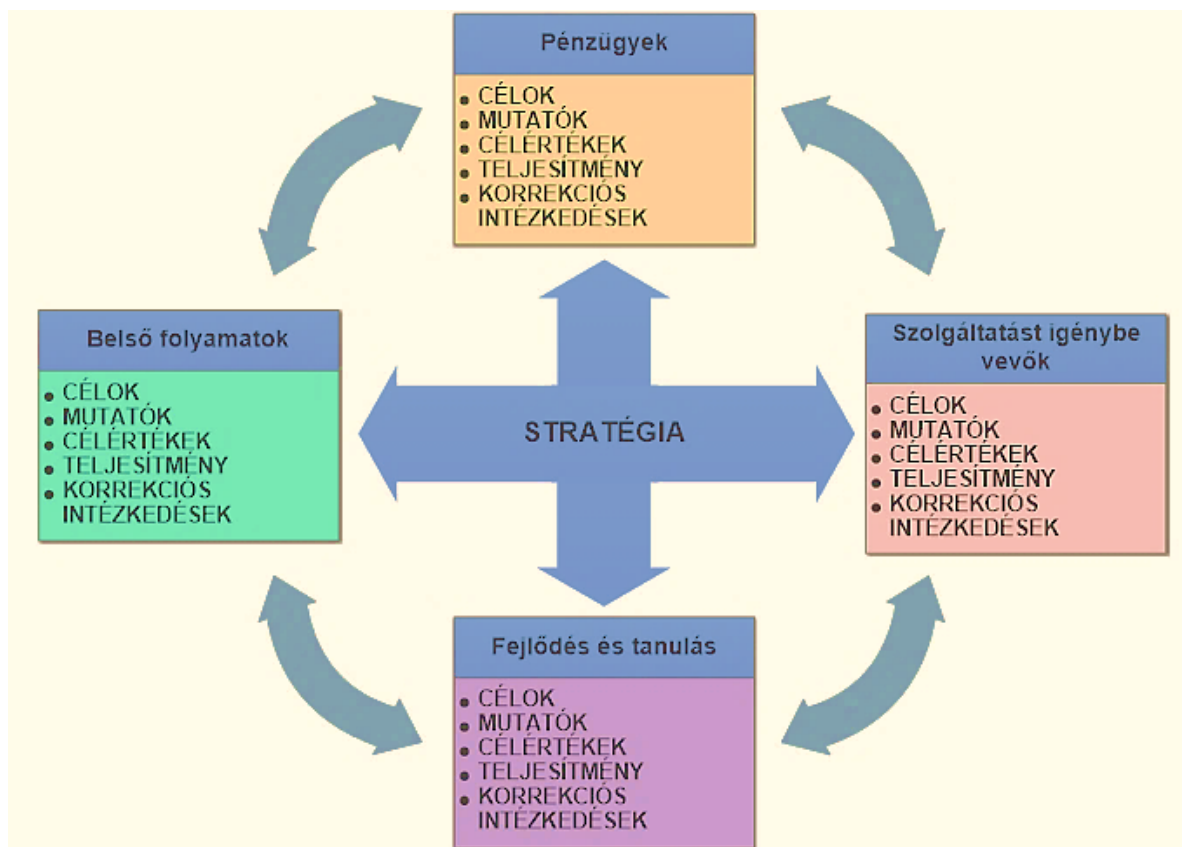 Pénzügyek
• CÉLOK
• MUTATÓK
• CÉLÉRTÉKEK
• TELJESÍTMÉNY
• KORREKCIÓS
INTÉZKEDÉSEK
Belső folyamatok
• CÉLOK
• MUTATÓK
• CÉLÉRTÉKEK
• TELJESÍTMÉNY
• KORREKCIÓS
INTÉZKEDÉSEK
STRATÉGIA
Szolgáltatást igénybe
vevők
• CÉLOK
• MUTATÓK
• CÉLÉRTÉKEK
• TELJESÍTMÉNY
• KORREKCIÓS
INTÉZKEDÉSEK
Fejlődés és tanulás
• CÉLOK
• MUTATÓK
• CÉLÉRTÉKEK
• TELJESÍTMÉNY
• KORREKCIÓS
INTÉZKEDÉSEK